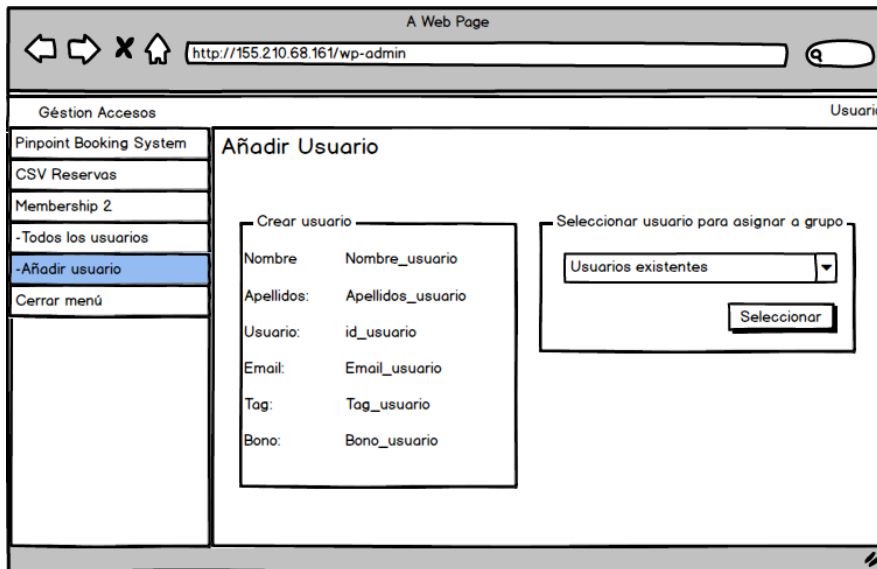 A Web Page
http://155.210.68.161/wp-admin
Géstion Accesos
Usuario
Pinpoint Booking System
CSV Reservas
Membership 2
-Todos los usuarios
-Añadir usuario
Cerrar menú
Añadir Usuario
Crear usuario
Nombre Nombre_usuario
Apellidos: Apellidos_usuario
Usuario: id_usuario
Email: Email_usuario
Tag: Tag_usuario
Bono: Bono_usuario
Seleccionar usuario para asignar a grupo
Usuarios existentes
Seleccionar